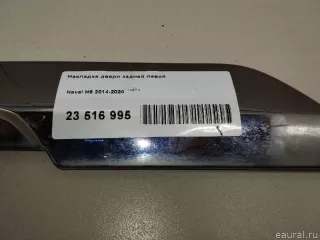 Накладка двери задней левой
Haval H6 2014-2020
23 516 995
eaural.ru